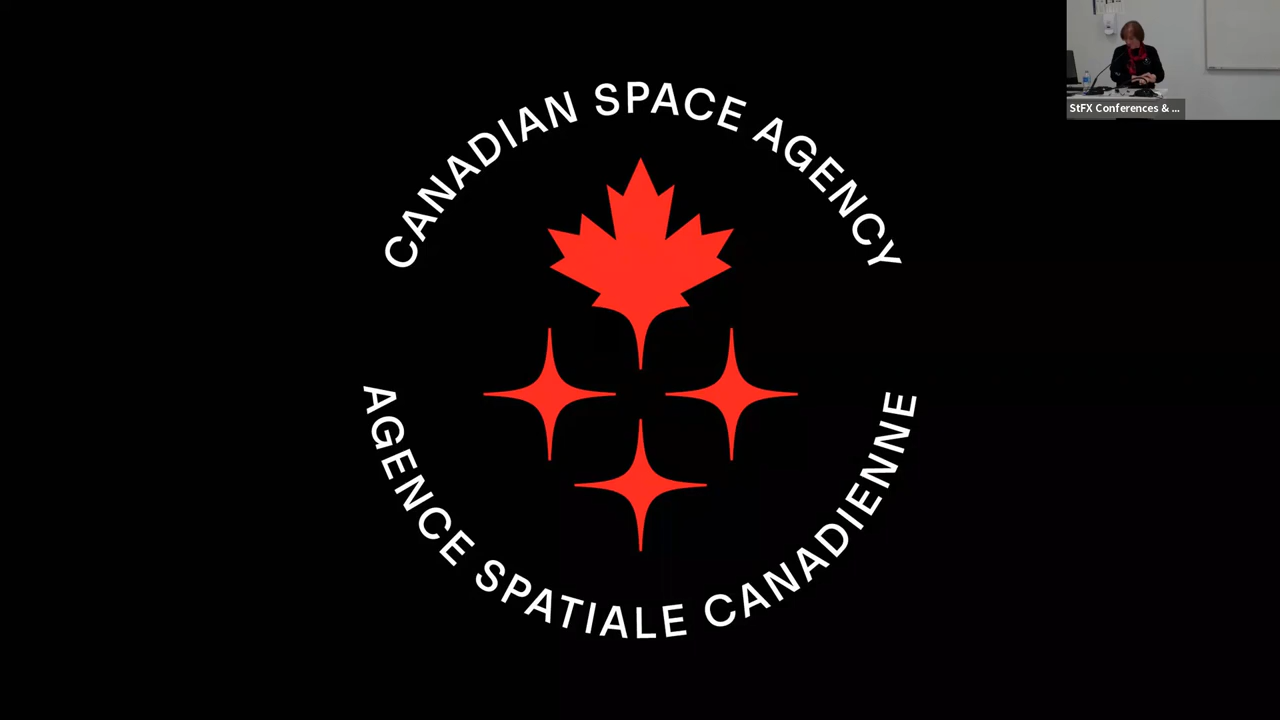 CANADIAN SPACE AGENCY
StFX Conferences & ...
AGENCE SPATIALE CANADIENNE